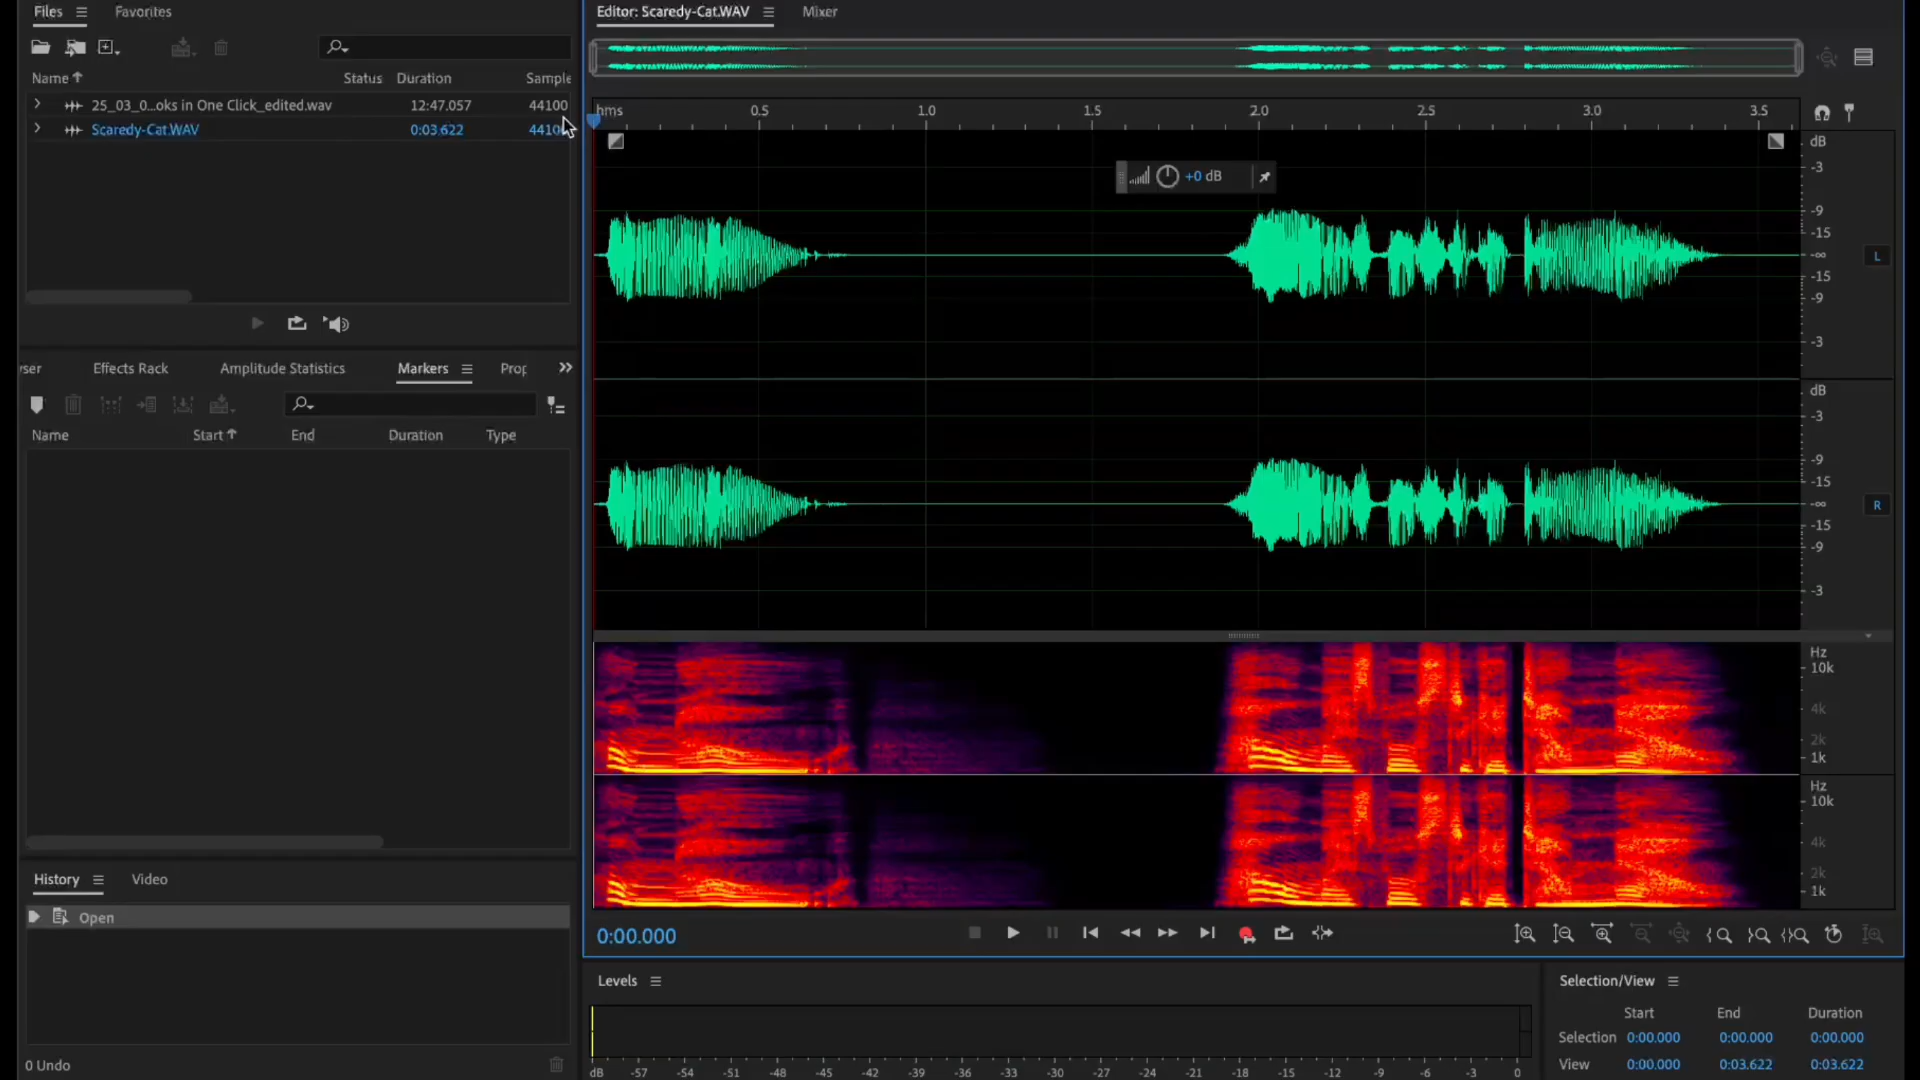 Files
Favorites
Name
Status
Duration
Sample
25_03_0...oks in One Click_edited.wav
12:47.057
44100
Scaredy-Cat.WAV
0:03.622
Effects Rack
Amplitude Statistics
Markers
Name
Start
End
Duration
Type
History
Video
Open
0 Undo
Editor: Scaredy-Cat.WAV
Mixer
hms
0.5
1.0
1.5
2.0
2.5
3.0
3.5
+0 dB
dB
-3
-9
-15
-∞
-15
-9
-3
L
dB
-3
-9
-15
-∞
-15
-9
-3
R
Hz
10k
4k
2k
1k
Hz
10k
4k
2k
1k
0:00.000
Levels
dB -57 -54 -51 -48 -45 -42 -39 -36 -33 -30 -27 -24 -21 -18 -15 -12 -9 -6 -3 0
Selection/View
Start End Duration
Selection 0:00.000 0:00.000 0:00.000
View 0:00.000 0:03.622 0:03.622